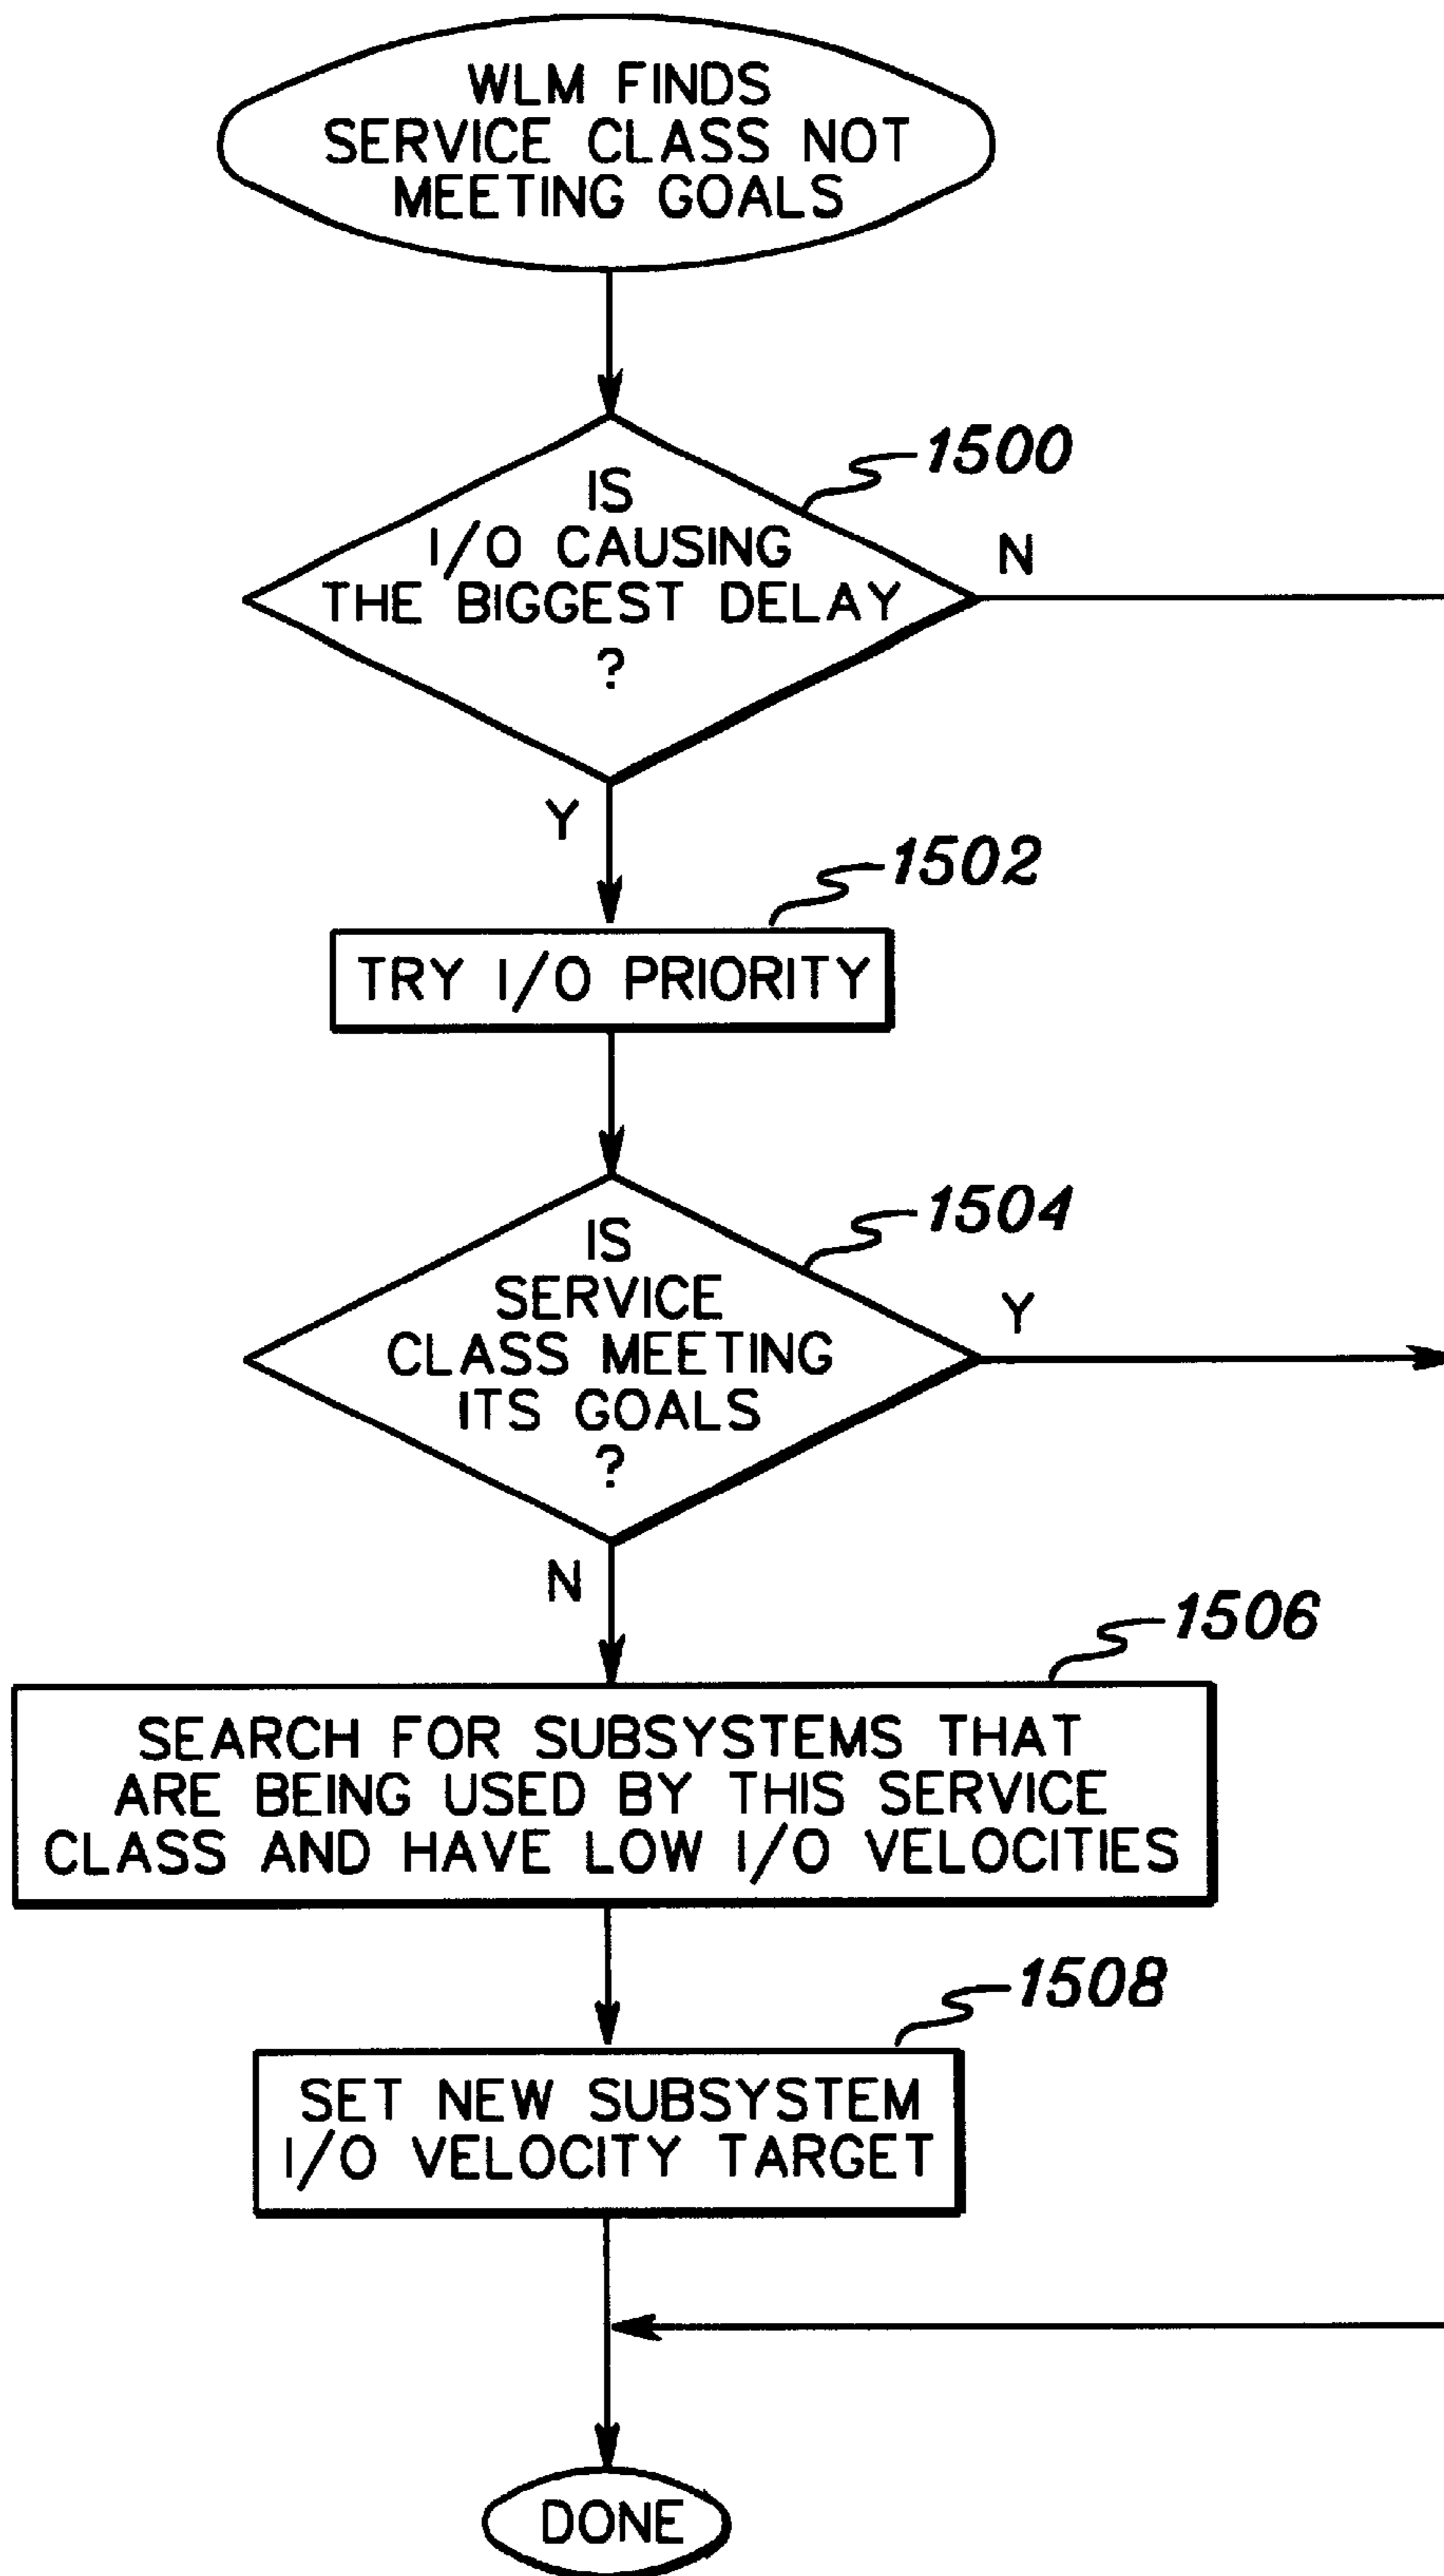 WLM FINDS
SERVICE CLASS NOT
MEETING GOALS
1500
IS
I/O CAUSING
THE BIGGEST DELAY
?
N
Y
1502
TRY I/O PRIORITY
1504
IS
SERVICE
CLASS MEETING
ITS GOALS
?
Y
N
1506
SEARCH FOR SUBSYSTEMS THAT
ARE BEING USED BY THIS SERVICE
CLASS AND HAVE LOW I/O VELOCITIES
1508
SET NEW SUBSYSTEM
I/O VELOCITY TARGET
DONE